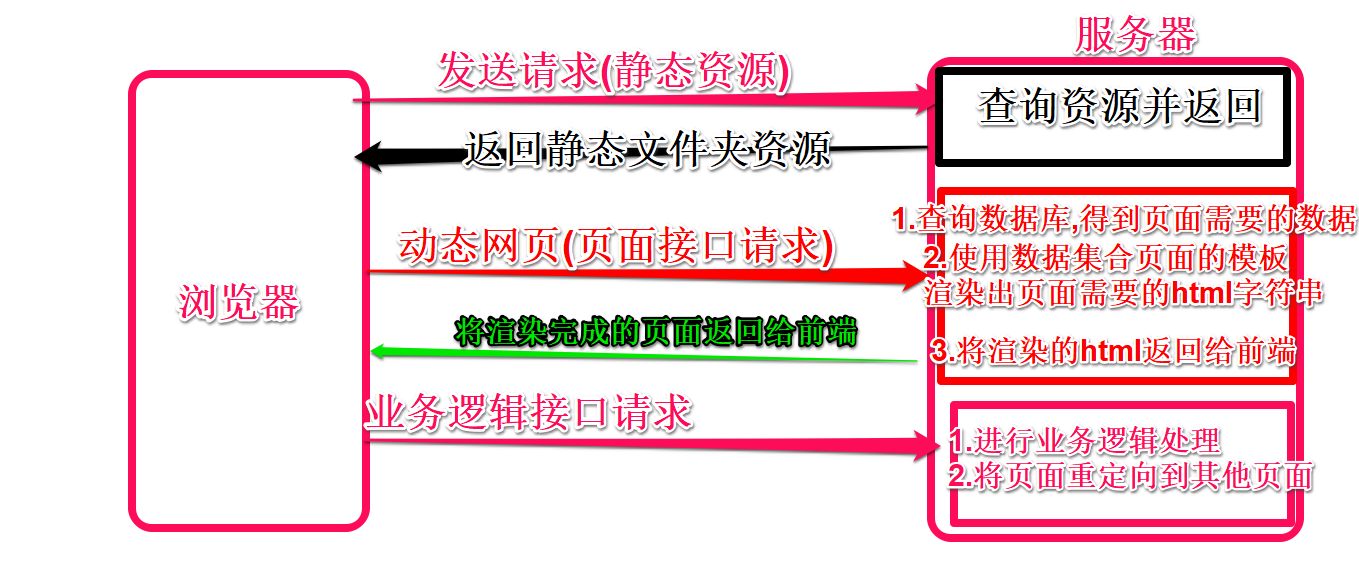 服务器
发送请求(静态资源)
查询资源并返回
返回静态文件夹资源
1.查询数据库,得到页面需要的数据
动态网页(页面接口请求)
2.使用数据集合页面的模板
渲染出页面需要的html字符串
浏览器
将渲染完成的页面返回给前端
3.将渲染的html返回给前端
业务逻辑接口请求
1.进行业务逻辑处理
2.将页面重定向到其他页面